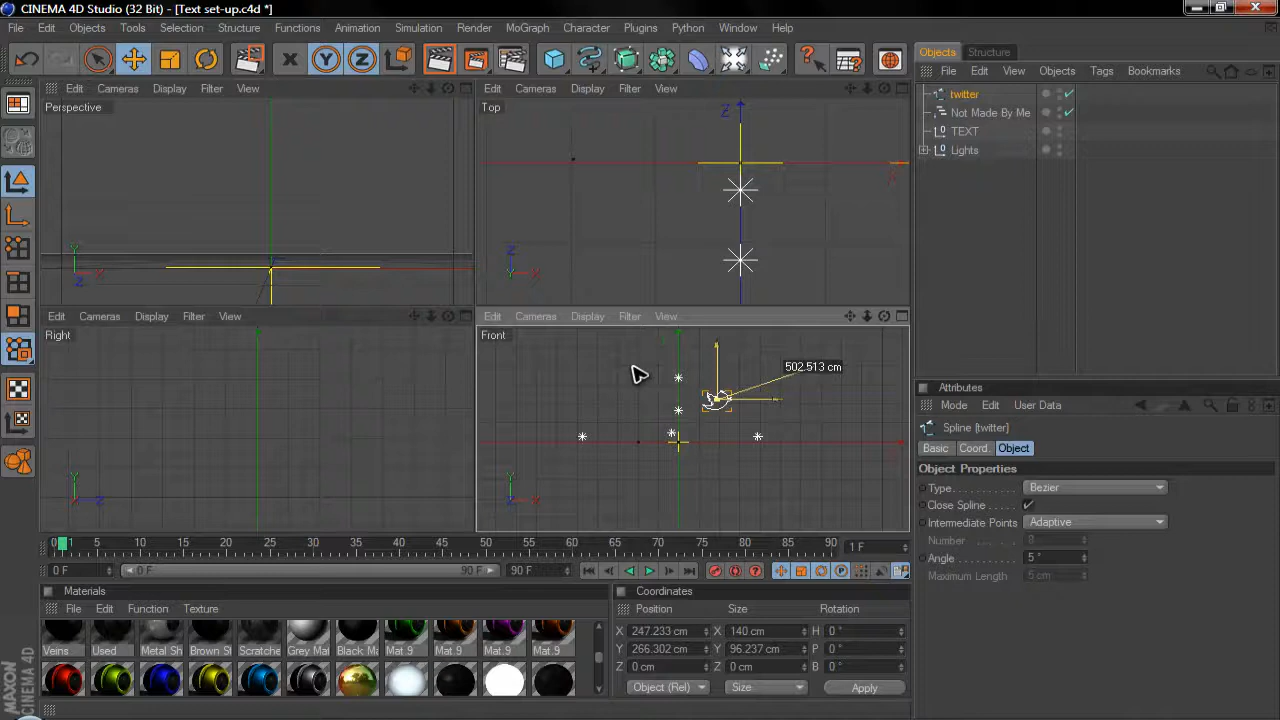 CINEMA 4D Studio (32 Bit) - [Text set-up.c4d *]
File Edit Objects Tools Selection Structure Functions Animation Simulation Render MoGraph Character Plugins Python Window Help
Objects Structure
File Edit View Objects Tags Bookmarks
twitter
Not Made By Me
TEXT
Lights
Edit Cameras Display Filter View
Perspective
Y
X
Z
Edit Cameras Display Filter View
Top
Z
X
Z
Y X
Edit Cameras Display Filter View
Right
Y
X Z
Edit Cameras Display Filter View
Front
502.513 cm
Y
Z X
Attributes
Mode Edit User Data
Spline [twitter]
Basic Coord. Object
Object Properties
Type Bezier
Close Spline
Intermediate Points Adaptive
Number 8
Angle 5 °
Maximum Length 5 cm
0 1 5 10 15 20 25 30 35 40 45 50 55 60 65 70 75 80 85 90 1 F
0 F 0 F 90 F 90 F
Materials
File Edit Function Texture
Veins Used Metal Sh Brown S Scratche Grey Mal Black Ma Mat.9 Mat.9 Mat.9 Mat.9
Coordinates
Position Size Rotation
X 247.233 cm X 140 cm H 0 °
Y 266.302 cm Y 96.237 cm P 0 °
Z 0 cm Z 0 cm B 0 °
Object (Rel) Size Apply
MAXON CINEMA 4D